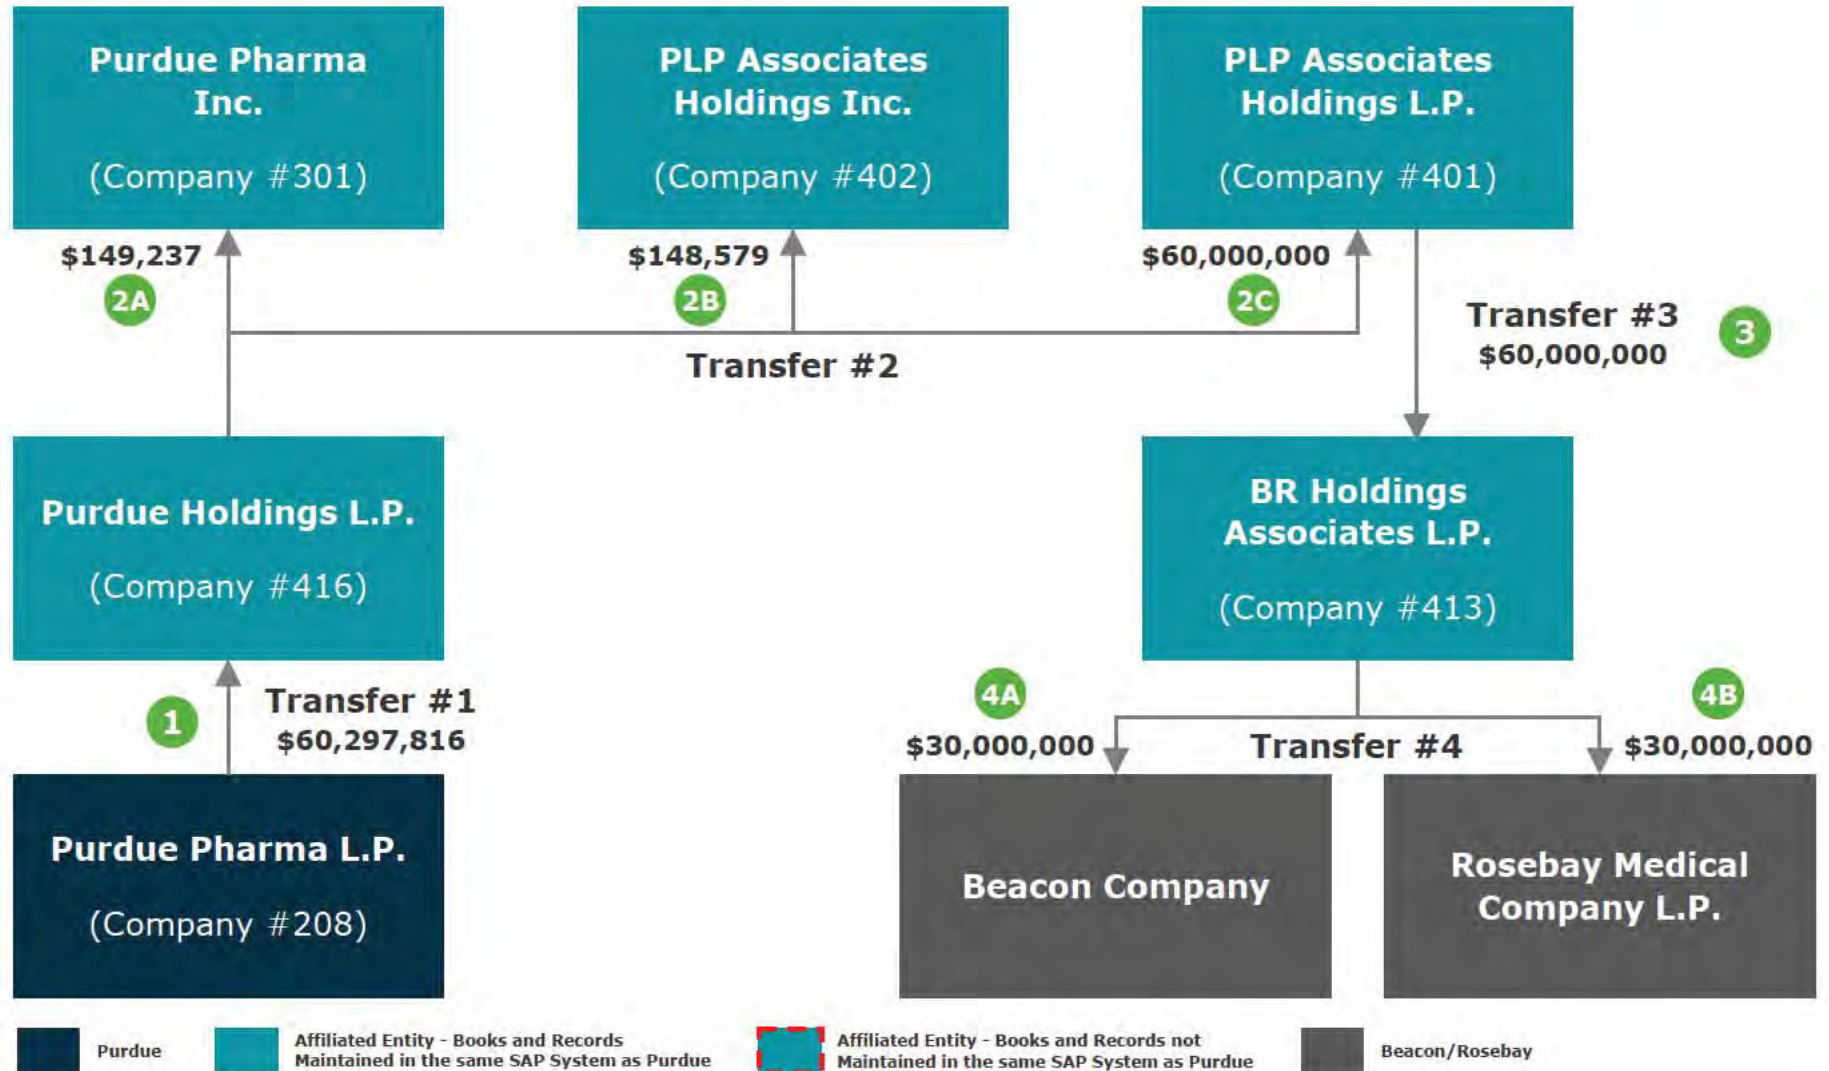 Purdue Pharma
Inc.
(Company #301)
PLP Associates
Holdings Inc.
(Company #402)
PLP Associates
Holdings L.P.
(Company #401)
$149,237
2A
$148,579
2B
$60,000,000
2C
Transfer #2
Transfer #3
$60,000,000
3
Purdue Holdings L.P.
(Company #416)
BR Holdings
Associates L.P.
(Company #413)
1
Transfer #1
$60,297,816
4A
$30,000,000
Transfer #4
4B
$30,000,000
Purdue Pharma L.P.
(Company #208)
Beacon Company
Rosebay Medical
Company L.P.
Purdue
Affiliated Entity - Books and Records
Maintained in the same SAP System as Purdue
Affiliated Entity - Books and Records not
Maintained in the same SAP System as Purdue
Beacon/Rosebay